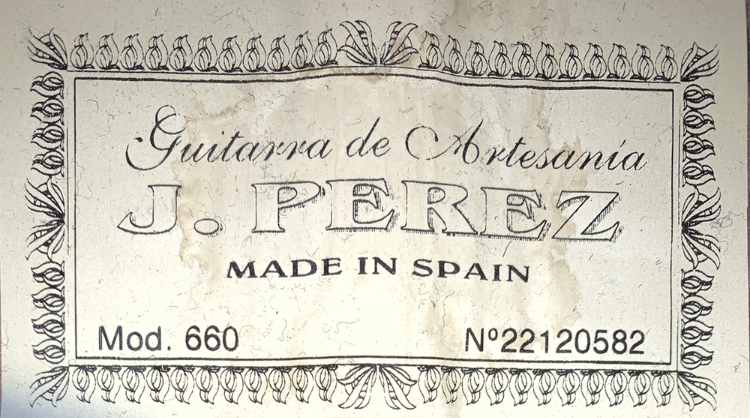 Guitarra de Artesanía
J. PEREZ
MADE IN SPAIN
Mod. 660 Nº22120582